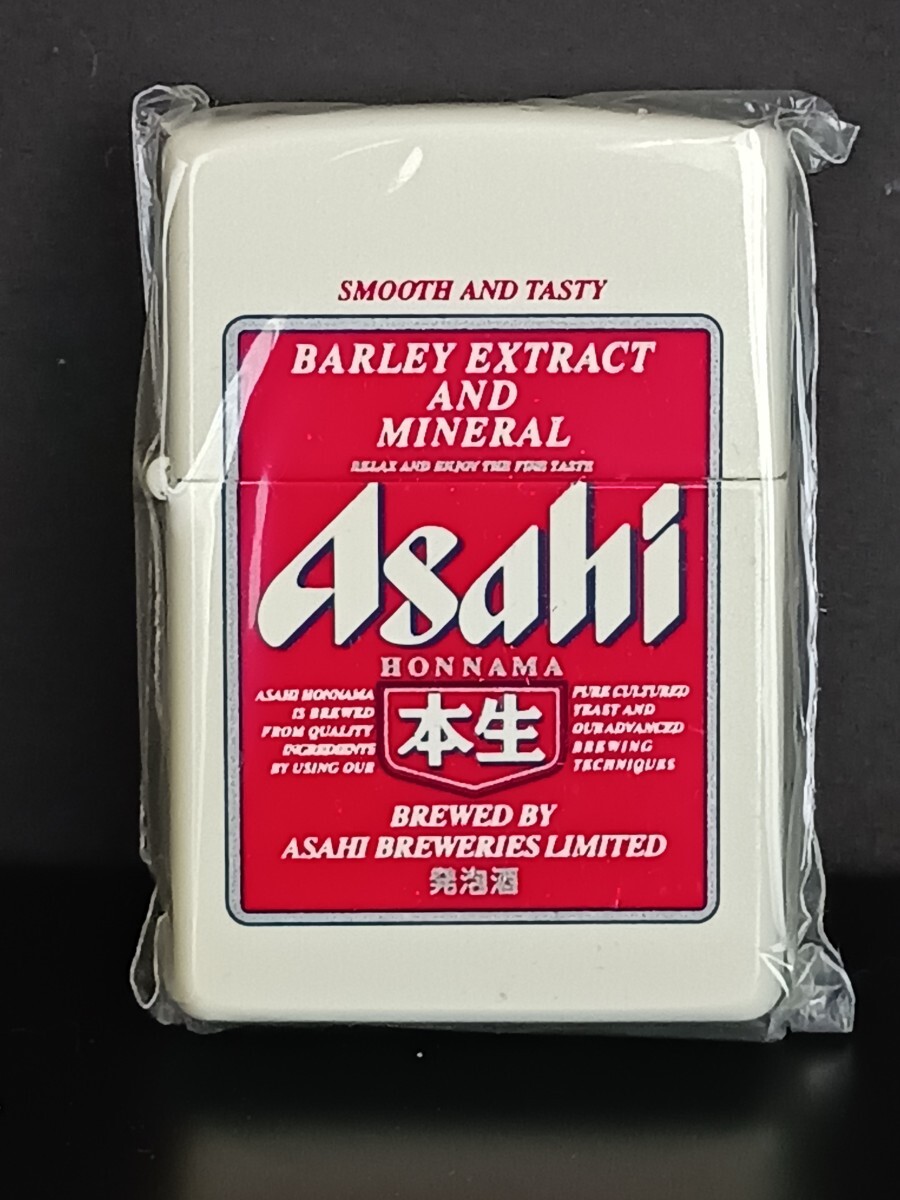 SMOOTH AND TASTY
BARLEY EXTRACT
AND
MINERAL
RELAX AND ENJOY THE FINE TASTE
Asahi
HONNAMA
ASAHI HONNAMA
IS BREWED
FROM QUALITY
INGREDIENTS
BY USING OUR
本生
PURE CULTURED
YEAST AND
OUR ADVANCED
BREWING
TECHNIQUES
BREWED BY
ASAHI BREWERIES LIMITED
発泡酒